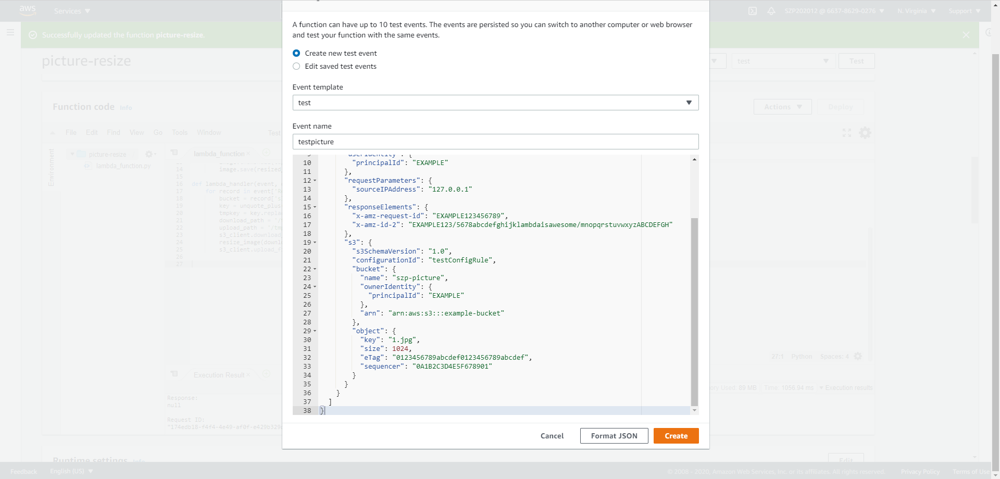 aws
Services
SZP202012 @ 6637-8629-0276
N. Virginia
Support
Successfully updated the function picture-resize.
picture-resize
test
Test
Function code Info
Actions
Deploy
File Edit Find View Go Tools Window Test
Environment
picture-resize
lambda_function.py
lambda_function
14 image.save(resized
15
16 def lambda_handler(event,
17 for record in event['R
18 bucket = record['s
19 key = unquote_plus
20 tmpkey = key.repla
21 download_path = '/
22 upload_path = '/tm
23 s3_client.download
24 resize_image(downl
25 s3_client.upload_f
26
27
27:1 Python Spaces: 4
Execution Result
ory Used: 89 MB Time: 1056.94 ms Execution results
Response:
null
Request ID:
"174edb18-f4f4-4e49-af0f-e429b329
Runtime settings Info
Edit
A function can have up to 10 test events. The events are persisted so you can switch to another computer or web browser
and test your function with the same events.
Create new test event
Edit saved test events
Event template
test
Event name
testpicture
9 "userIdentity": {
10 "principalId": "EXAMPLE"
11 },
12 "requestParameters": {
13 "sourceIPAddress": "127.0.0.1"
14 },
15 "responseElements": {
16 "x-amz-request-id": "EXAMPLE123456789",
17 "x-amz-id-2": "EXAMPLE123/5678abcdefghijklambdaisawesome/mnopqrstuvwxyzABCDEFGH"
18 },
19 "s3": {
20 "s3SchemaVersion": "1.0",
21 "configurationId": "testConfigRule",
22 "bucket": {
23 "name": "szp-picture",
24 "ownerIdentity": {
25 "principalId": "EXAMPLE"
26 },
27 "arn": "arn:aws:s3:::example-bucket"
28 },
29 "object": {
30 "key": "1.jpg",
31 "size": 1024,
32 "eTag": "0123456789abcdef0123456789abcdef",
33 "sequencer": "0A1B2C3D4E5F678901"
34 }
35 }
36 }
37 ]
38 }
Cancel
Format JSON
Create
Feedback
English (US)
© 2008 - 2020, Amazon Web Services, Inc. or its affiliates. All rights reserved.
Privacy Policy
Terms of Use